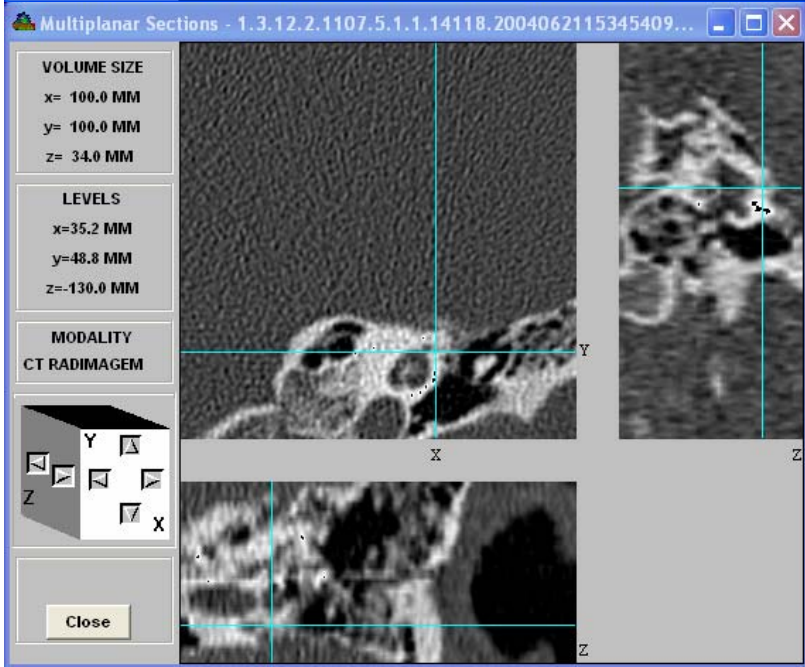 Multiplanar Sections - 1.3.12.2.1107.5.1.1.14118.2004062115345409...
VOLUME SIZE
x= 100.0 MM
y= 100.0 MM
z= 34.0 MM
LEVELS
x=35.2 MM
y=48.8 MM
z=-130.0 MM
MODALITY
CT RADIMAGEM
Y
Z
X
Close
Y
X
Z
Z